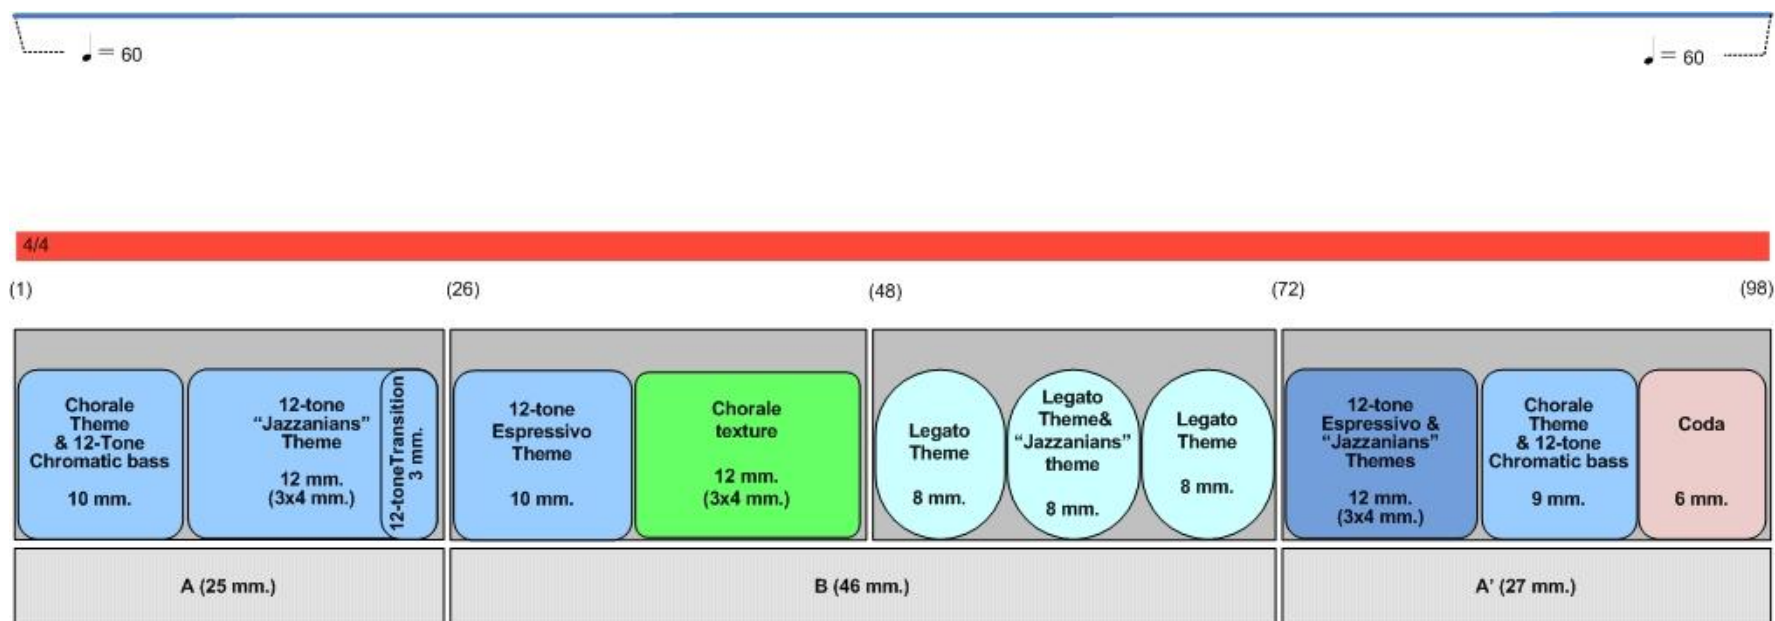 ♩ = 60
♩ = 60
4/4
(1)
(26)
(48)
(72)
(98)
Chorale
Theme
& 12-Tone
Chromatic bass
10 mm.
12-tone
“Jazzanians”
Theme
12 mm.
(3x4 mm.)
12-toneTransition
3 mm.
12-tone
Espressivo
Theme
10 mm.
Chorale
texture
12 mm.
(3x4 mm.)
Legato
Theme
8 mm.
Legato
Theme&
“Jazzanians”
theme
8 mm.
Legato
Theme
8 mm.
12-tone
Espressivo &
“Jazzanians”
Themes
12 mm.
(3x4 mm.)
Chorale
Theme
& 12-tone
Chromatic bass
9 mm.
Coda
6 mm.
A (25 mm.)
B (46 mm.)
A’ (27 mm.)